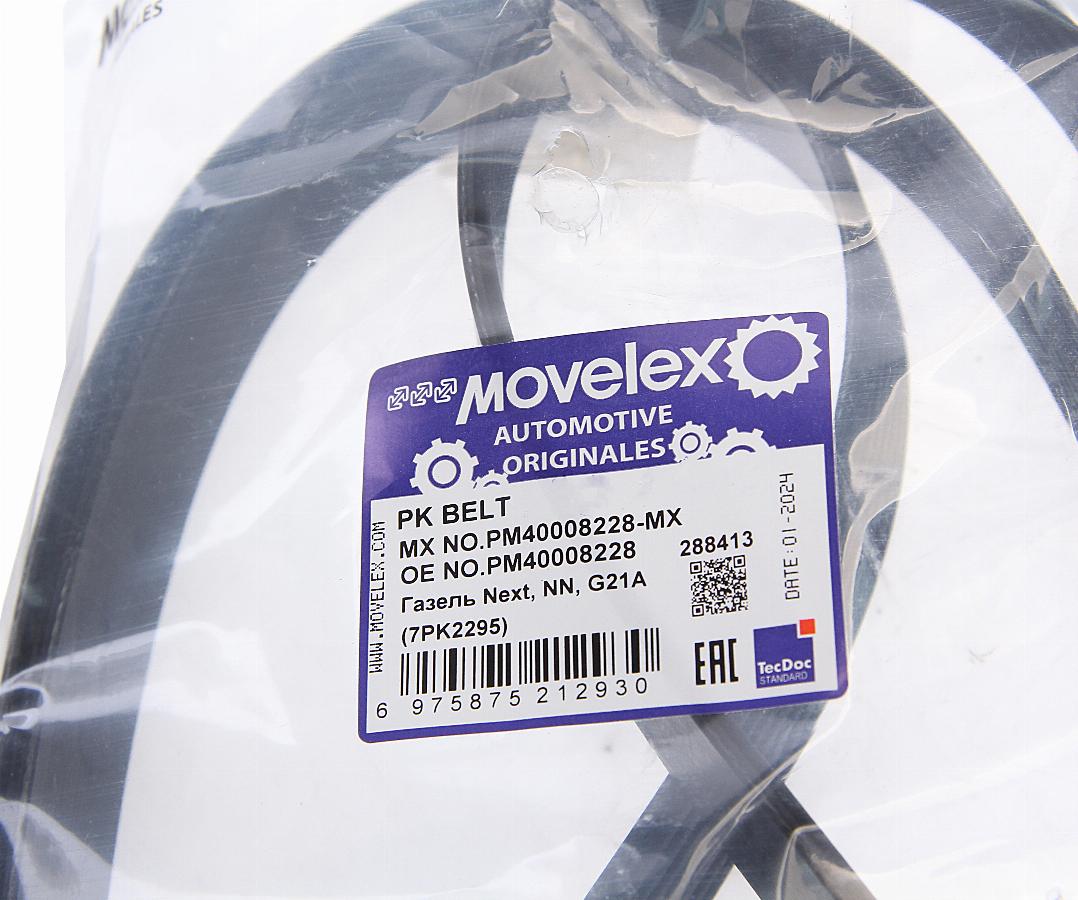 MOVELEX
AUTOMOTIVE
ORIGINALES
PK BELT
MX NO.PM40008228-MX
OE NO.PM40008228
288413
Газель Next, NN, G21A
(7PK2295)
6 975875 212930
WWW.MOVELEX.COM
DATE:01-2024
EAC
TecDoc
STANDARD